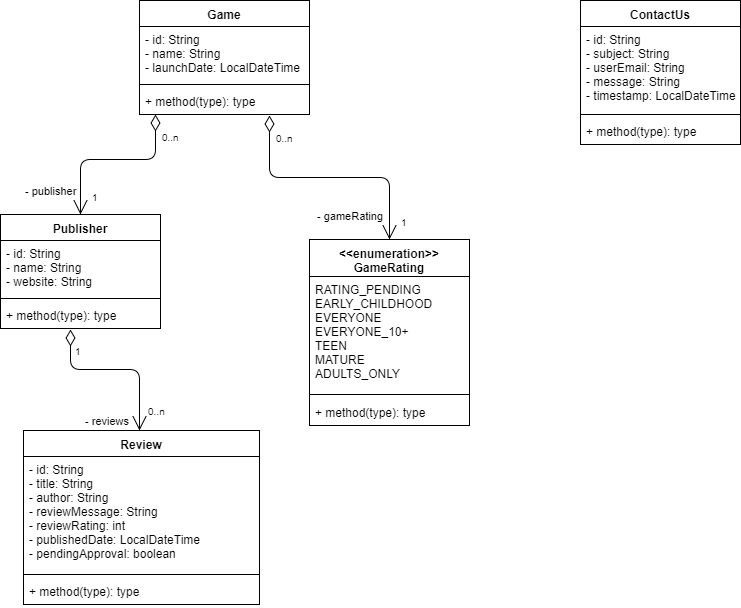 Game
- id: String
- name: String
- launchDate: LocalDateTime
+ method(type): type
0..n
0..n
- publisher
1
- gameRating
1
ContactUs
- id: String
- subject: String
- userEmail: String
- message: String
- timestamp: LocalDateTime
+ method(type): type
Publisher
- id: String
- name: String
- website: String
+ method(type): type
1
0..n
- reviews
<<enumeration>>
GameRating
RATING_PENDING
EARLY_CHILDHOOD
EVERYONE
EVERYONE_10+
TEEN
MATURE
ADULTS_ONLY
+ method(type): type
Review
- id: String
- title: String
- author: String
- reviewMessage: String
- reviewRating: int
- publishedDate: LocalDateTime
- pendingApproval: boolean
+ method(type): type